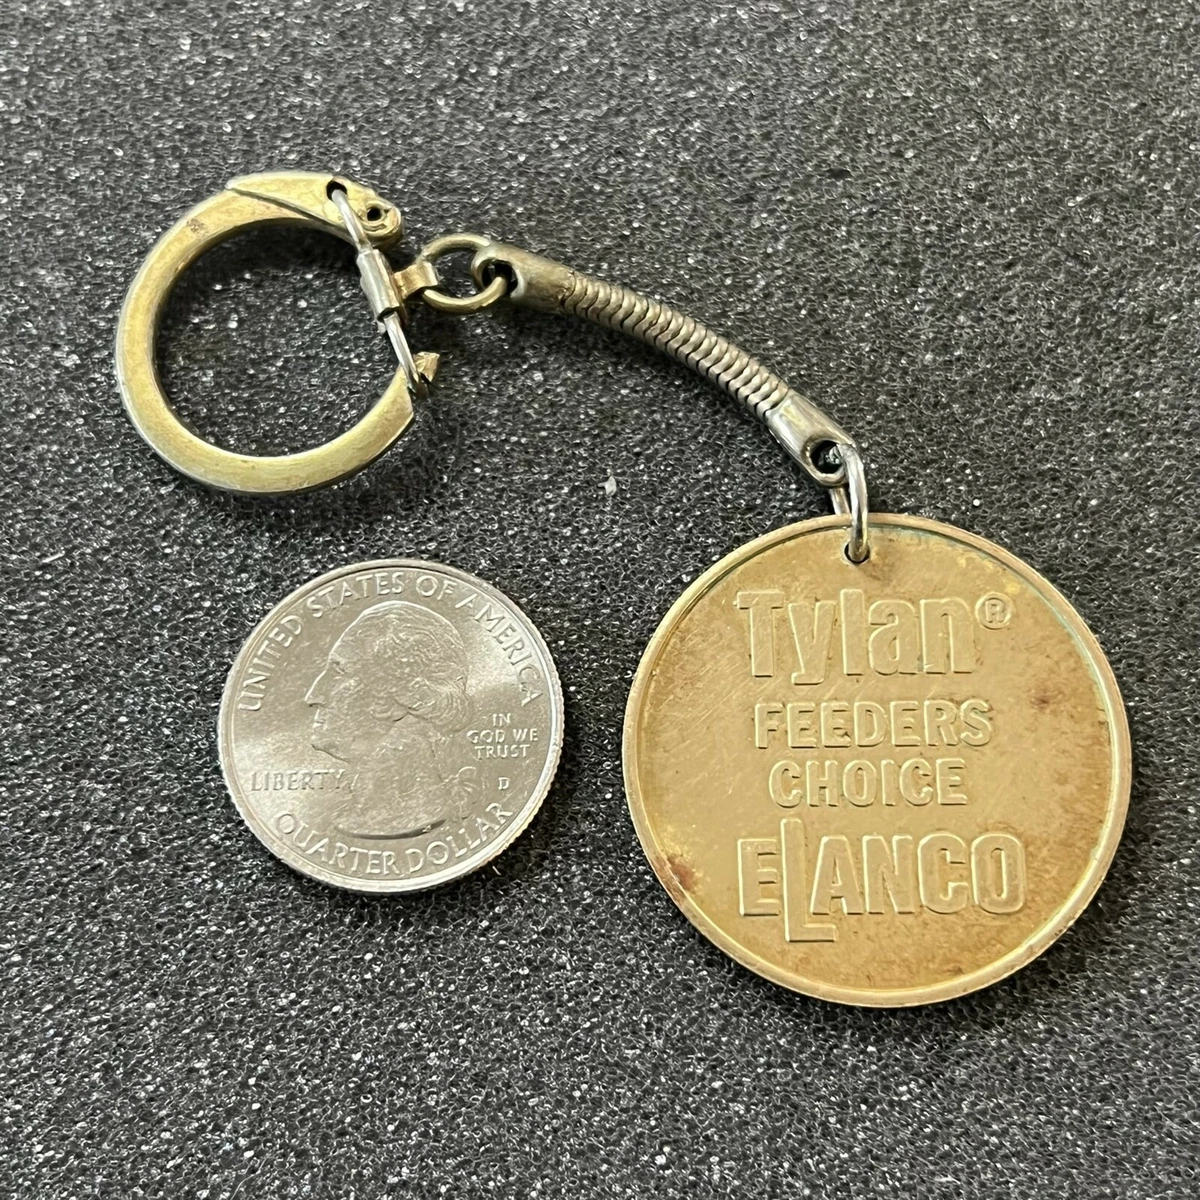 UNITED STATES OF AMERICA
IN
GOD WE
TRUST
LIBERTY
D
QUARTER DOLLAR
Tylan®
FEEDERS
CHOICE
ELANCO